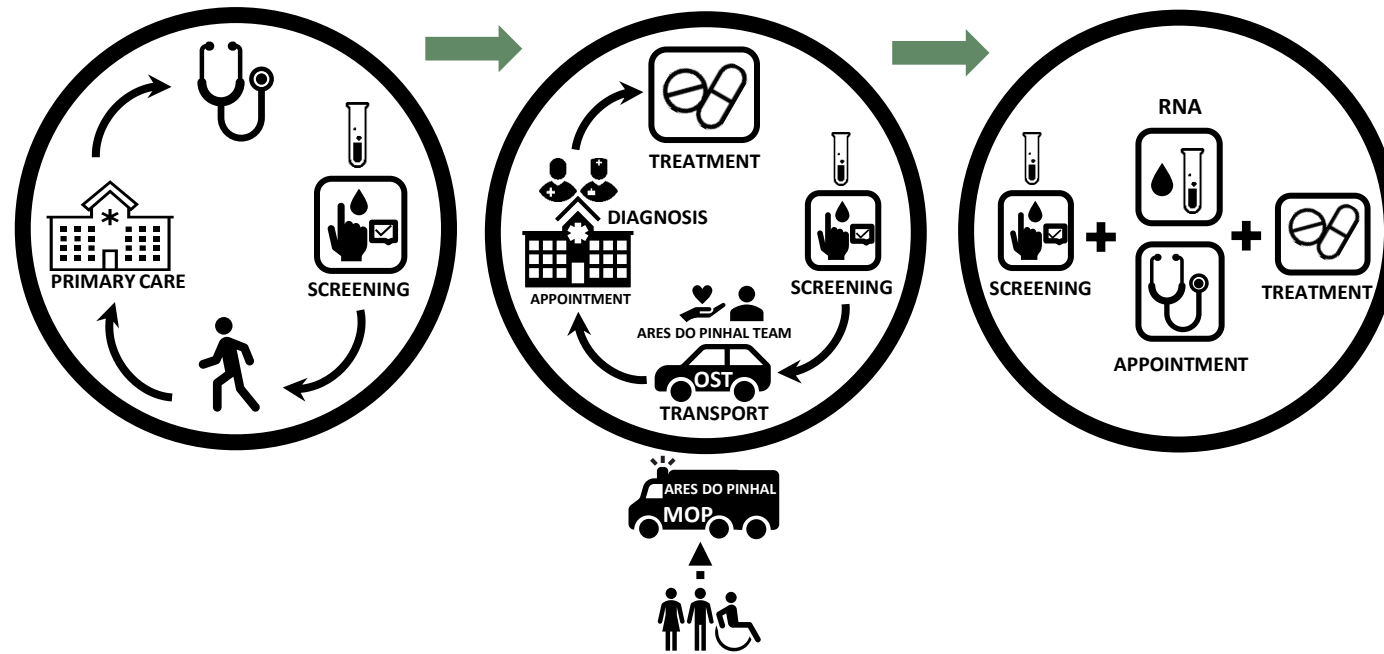 PRIMARY CARE
SCREENING
TREATMENT
DIAGNOSIS
APPOINTMENT
SCREENING
ARES DO PINHAL TEAM
OST
TRANSPORT
ARES DO PINHAL
MOP
RNA
SCREENING
APPOINTMENT
TREATMENT